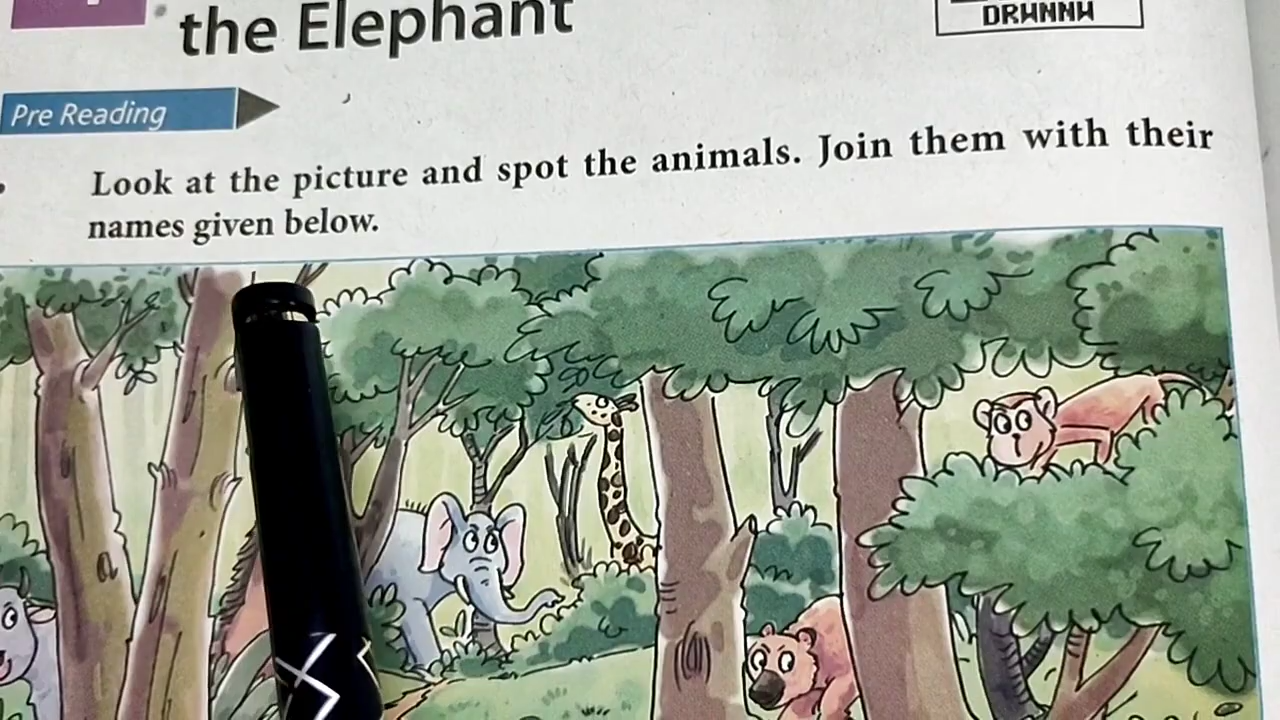 the Elephant
DRWNNW
Pre Reading
Look at the picture and spot the animals. Join them with their
names given below.